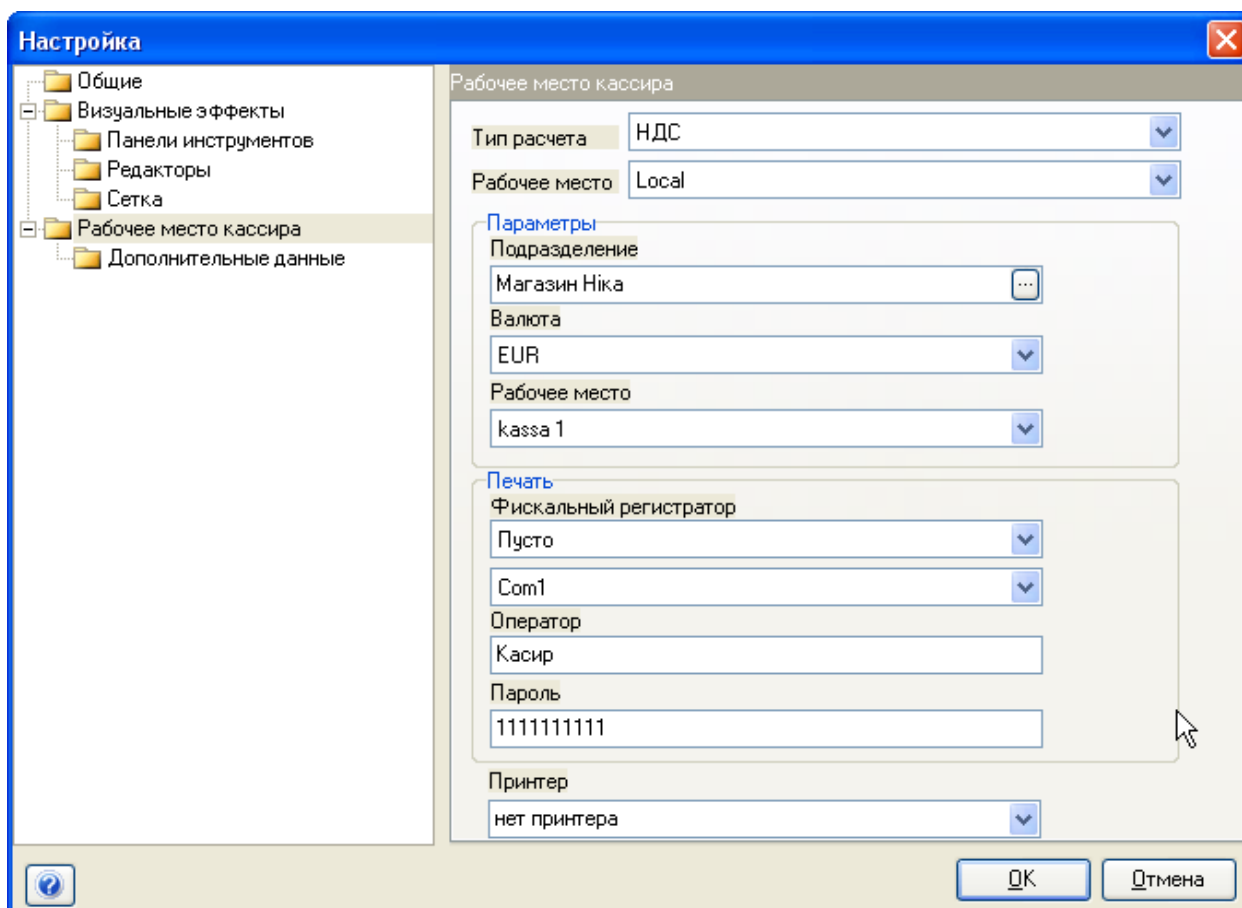 Настройка
Общие
Визуальные эффекты
Панели инструментов
Редакторы
Сетка
Рабочее место кассира
Дополнительные данные
Рабочее место кассира
Тип расчета НДС
Рабочее место Local
Параметры
Подразделение
Магазин Ніка
...
Валюта
EUR
Рабочее место
kassa 1
Печать
Фискальный регистратор
Пусто
Com1
Оператор
Касир
Пароль
1111111111
Принтер
нет принтера
?
OK Отмена